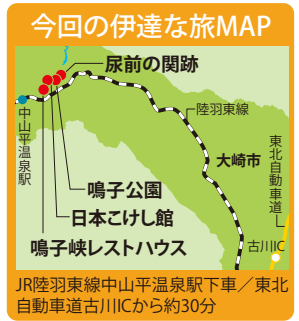 今回の伊達な旅MAP
尿前の関跡
陸羽東線
中山平温泉駅
大崎市
東北自動車道
鳴子公園
日本こけし館
鳴子峡レストハウス
古川IC
JR陸羽東線中山平温泉駅下車／東北
自動車道古川ICから約30分